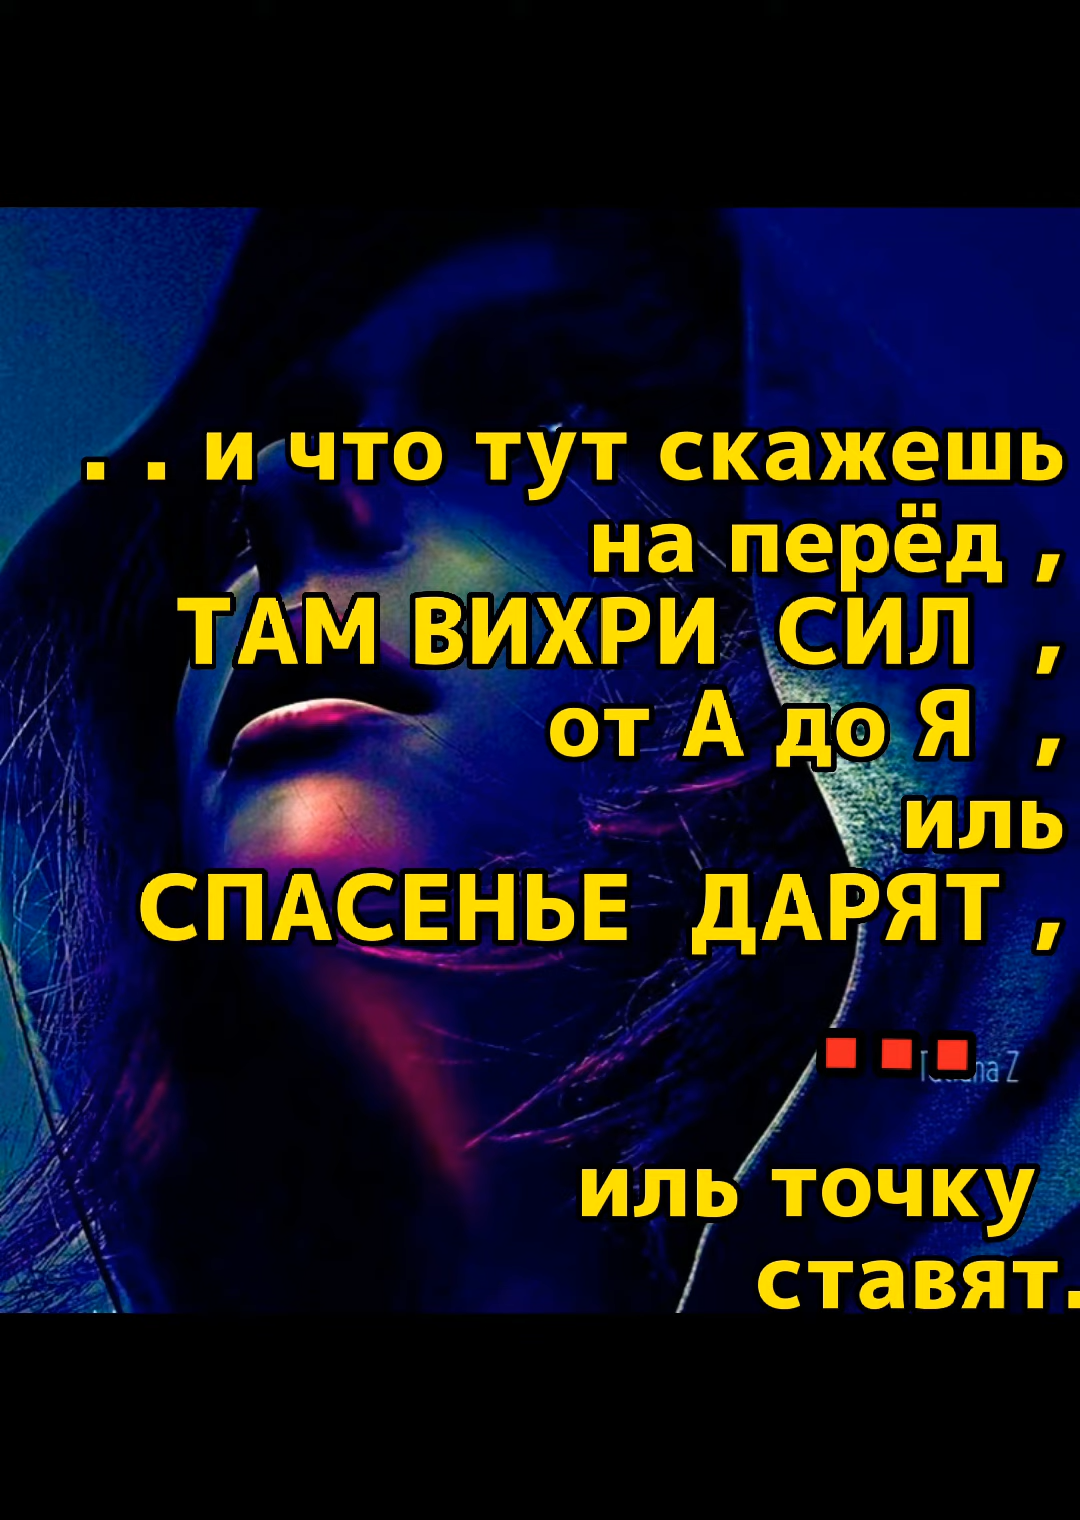 . . и что тут скажешь
на перёд ,
ТАМ ВИХРИ СИЛ ,
от А до Я ,
иль
СПАСЕНЬЕ ДАРЯТ ,
...
иль точку
ставят.